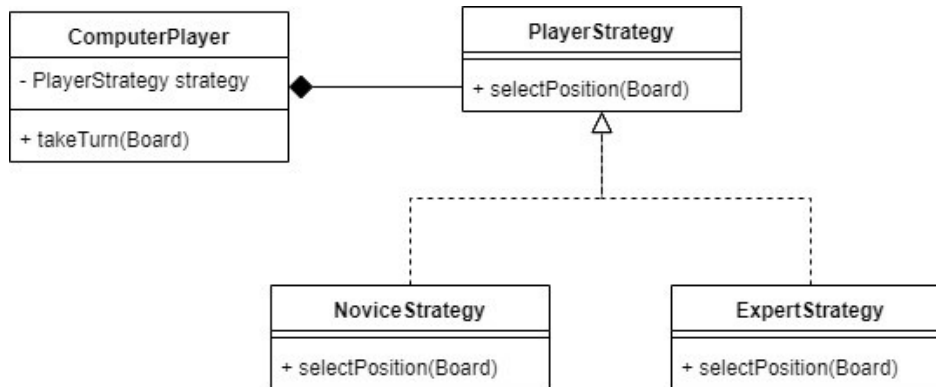 ComputerPlayer
- PlayerStrategy strategy
+ takeTurn(Board)
PlayerStrategy
+ selectPosition(Board)
NoviceStrategy
+ selectPosition(Board)
ExpertStrategy
+ selectPosition(Board)